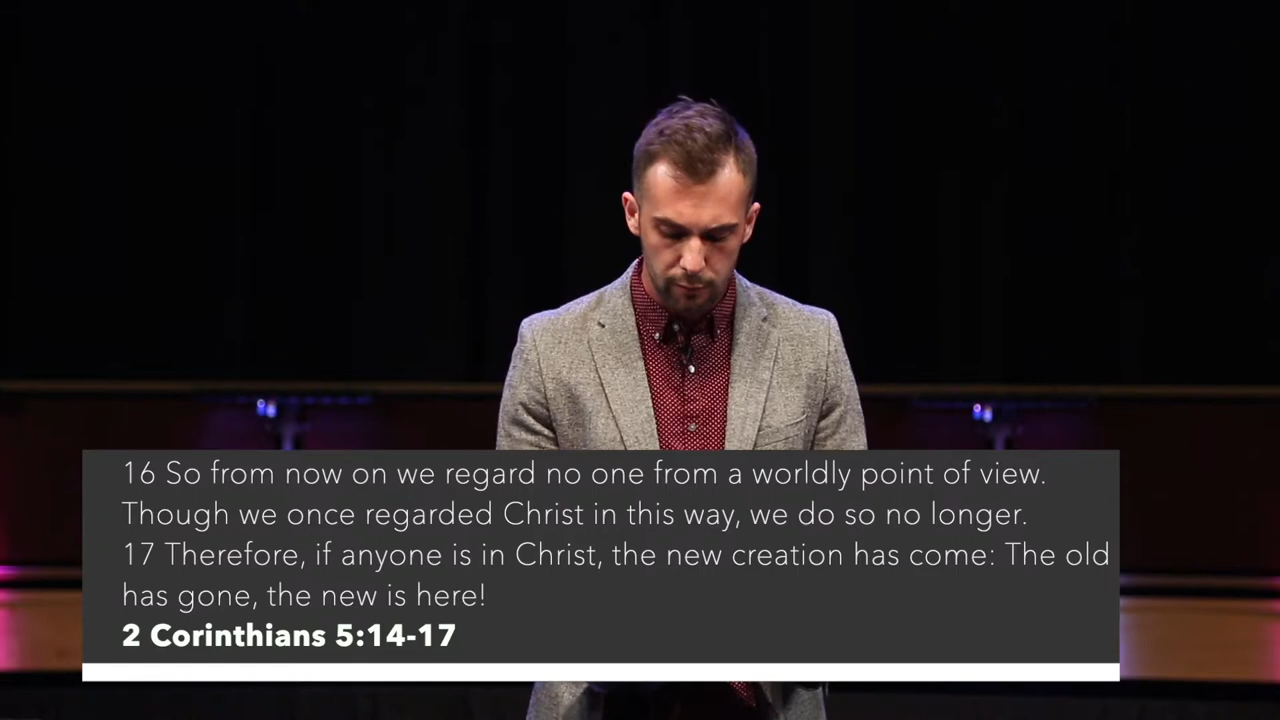 16 So from now on we regard no one from a worldly point of view.
Though we once regarded Christ in this way, we do so no longer.
17 Therefore, if anyone is in Christ, the new creation has come: The old
has gone, the new is here!
2 Corinthians 5:14-17